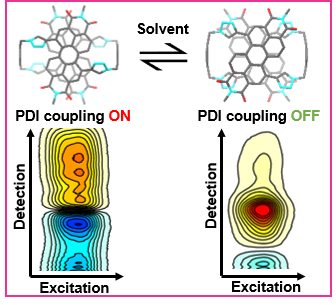 Solvent
PDI coupling ON
PDI coupling OFF
Detection
Detection
Excitation
Excitation